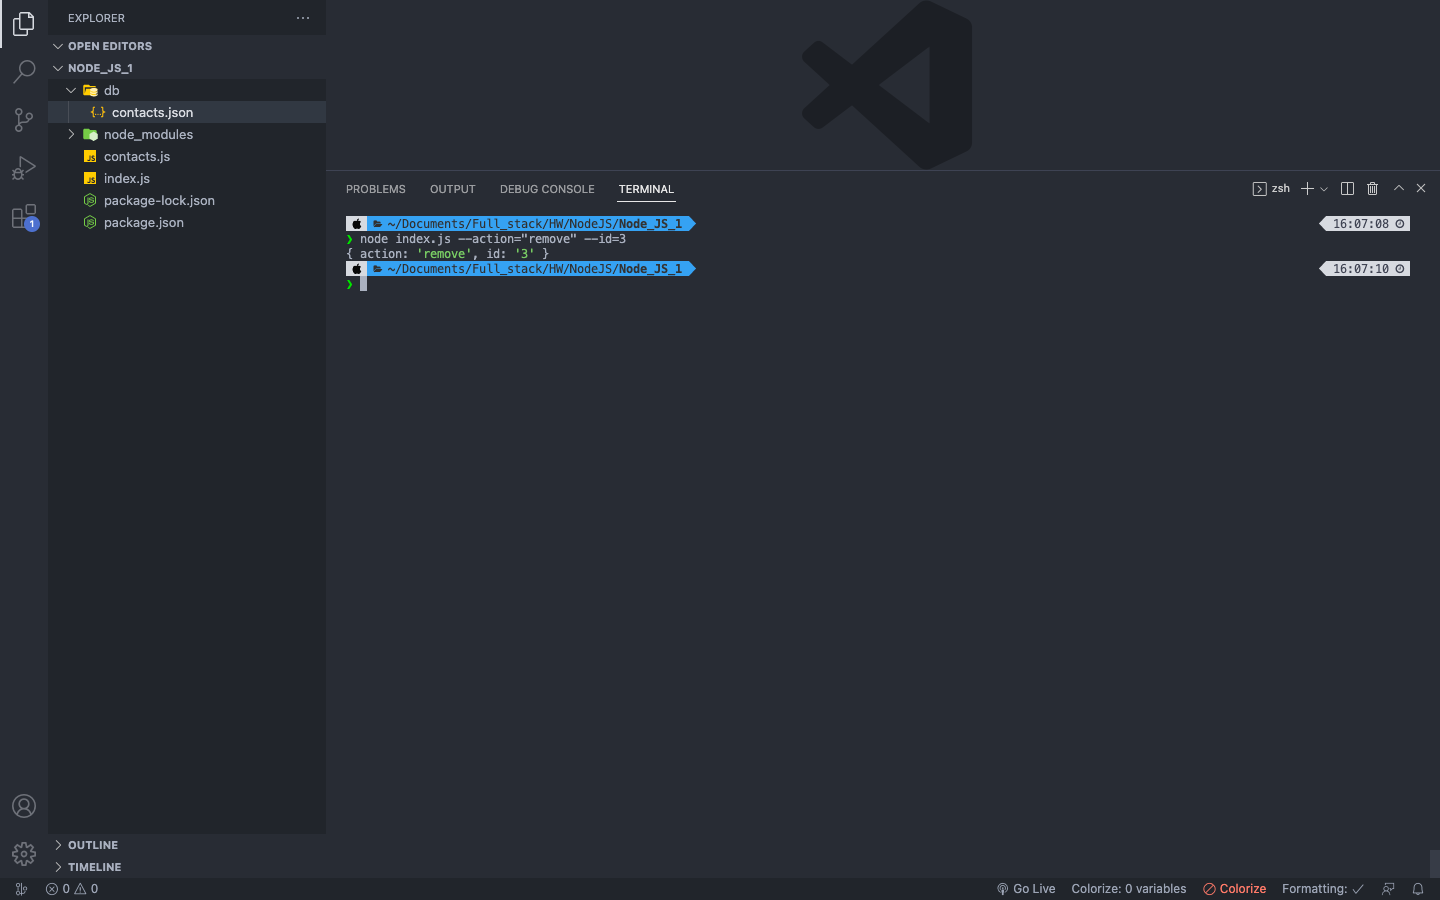 EXPLORER
OPEN EDITORS
NODE_JS_1
db
{..} contacts.json
node_modules
JS contacts.js
JS index.js
package-lock.json
package.json
OUTLINE
TIMELINE
1
PROBLEMS OUTPUT DEBUG CONSOLE TERMINAL
zsh
~/Documents/Full_stack/HW/NodeJS/Node_JS_1 16:07:08
❯ node index.js --action="remove" --id=3
{ action: 'remove', id: '3' }
~/Documents/Full_stack/HW/NodeJS/Node_JS_1 16:07:10
❯
0 0 Go Live Colorize: 0 variables Colorize Formatting: ✓